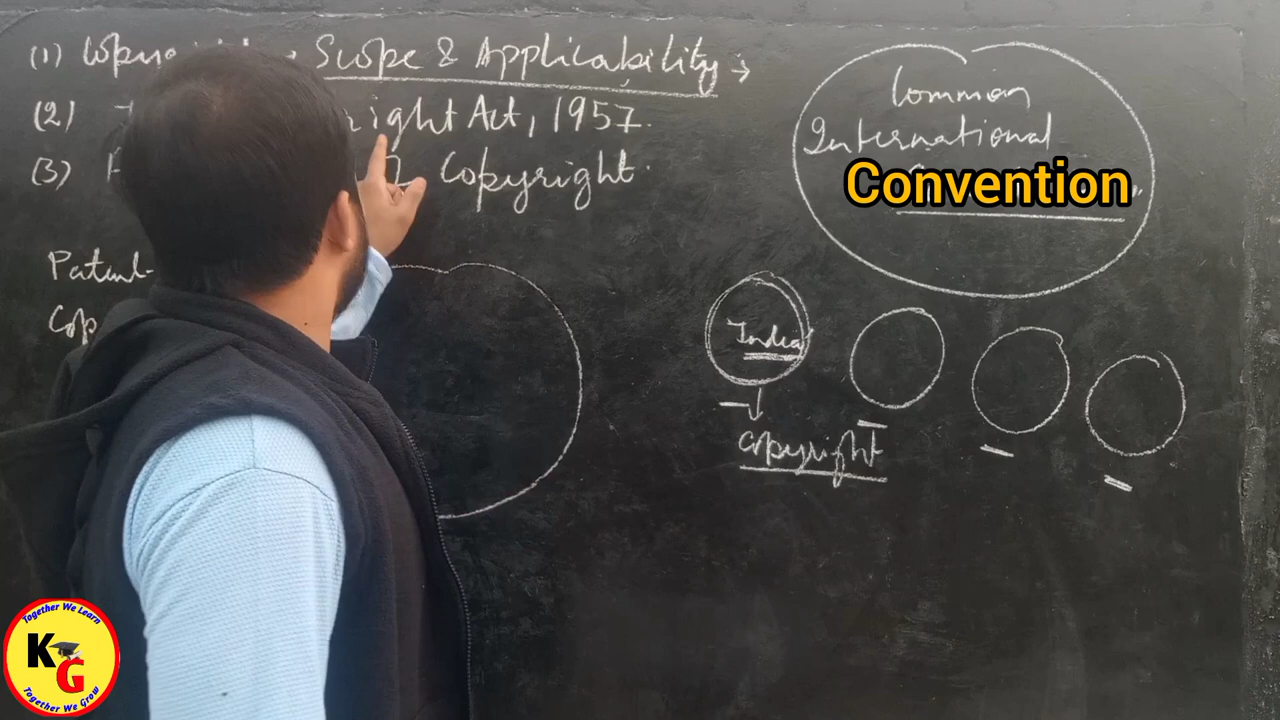 (1) Scope & Applicability →
(2) Act, 1957.
(3) Copyright.
Common
International
Convention
Patent
India
Copyright
Together We Learn
KG
Together We Grow